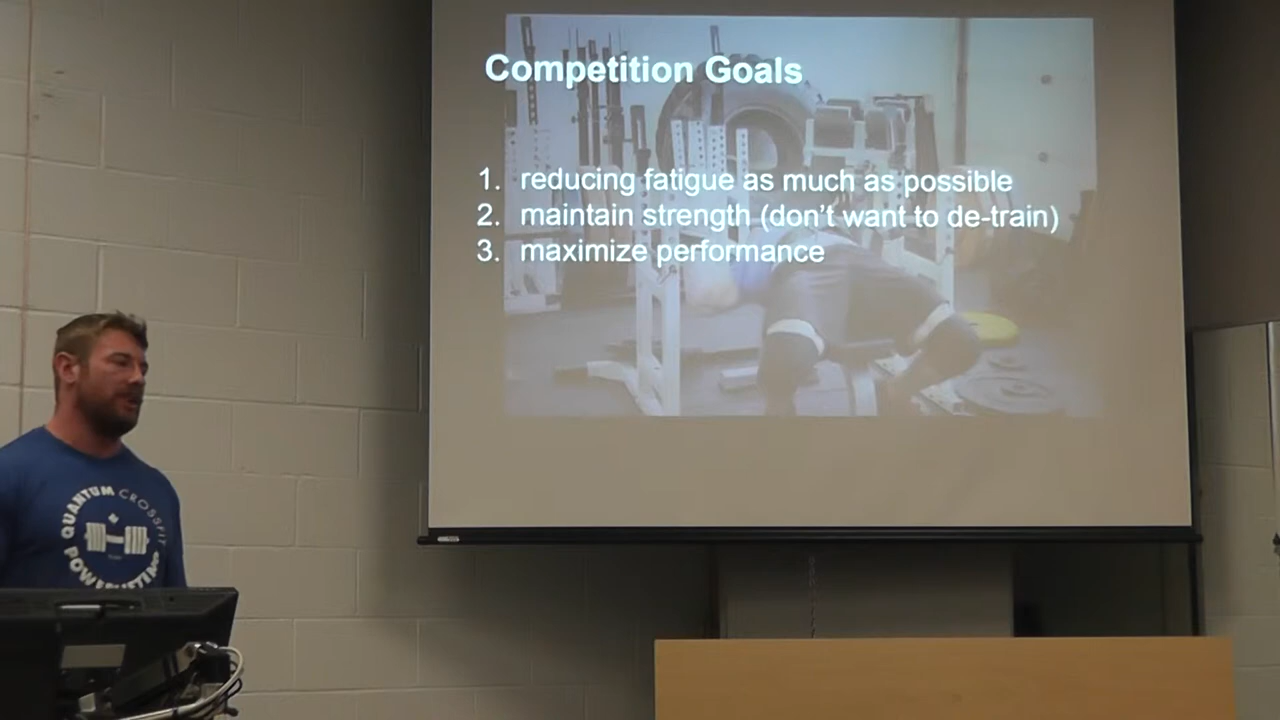 Competition Goals
1. reducing fatigue as much as possible
2. maintain strength (don't want to de-train)
3. maximize performance
QUANTUM CROSSFIT
POWERLIFTING